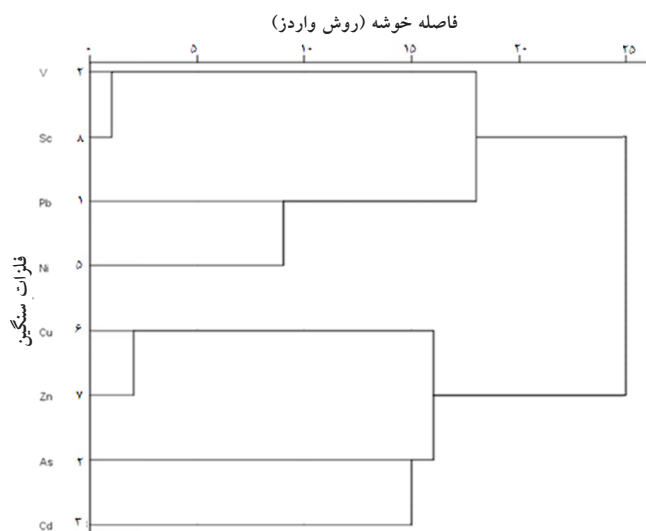 فاصله خوشه (روش واردز)
۰ ۵ ۱۰ ۱۵ ۲۰ ۲۵
فلزات سنگین
V ۴
Sc ۸
Pb ۱
Ni ۵
Cu ۶
Zn ۷
As ۲
Cd ۳